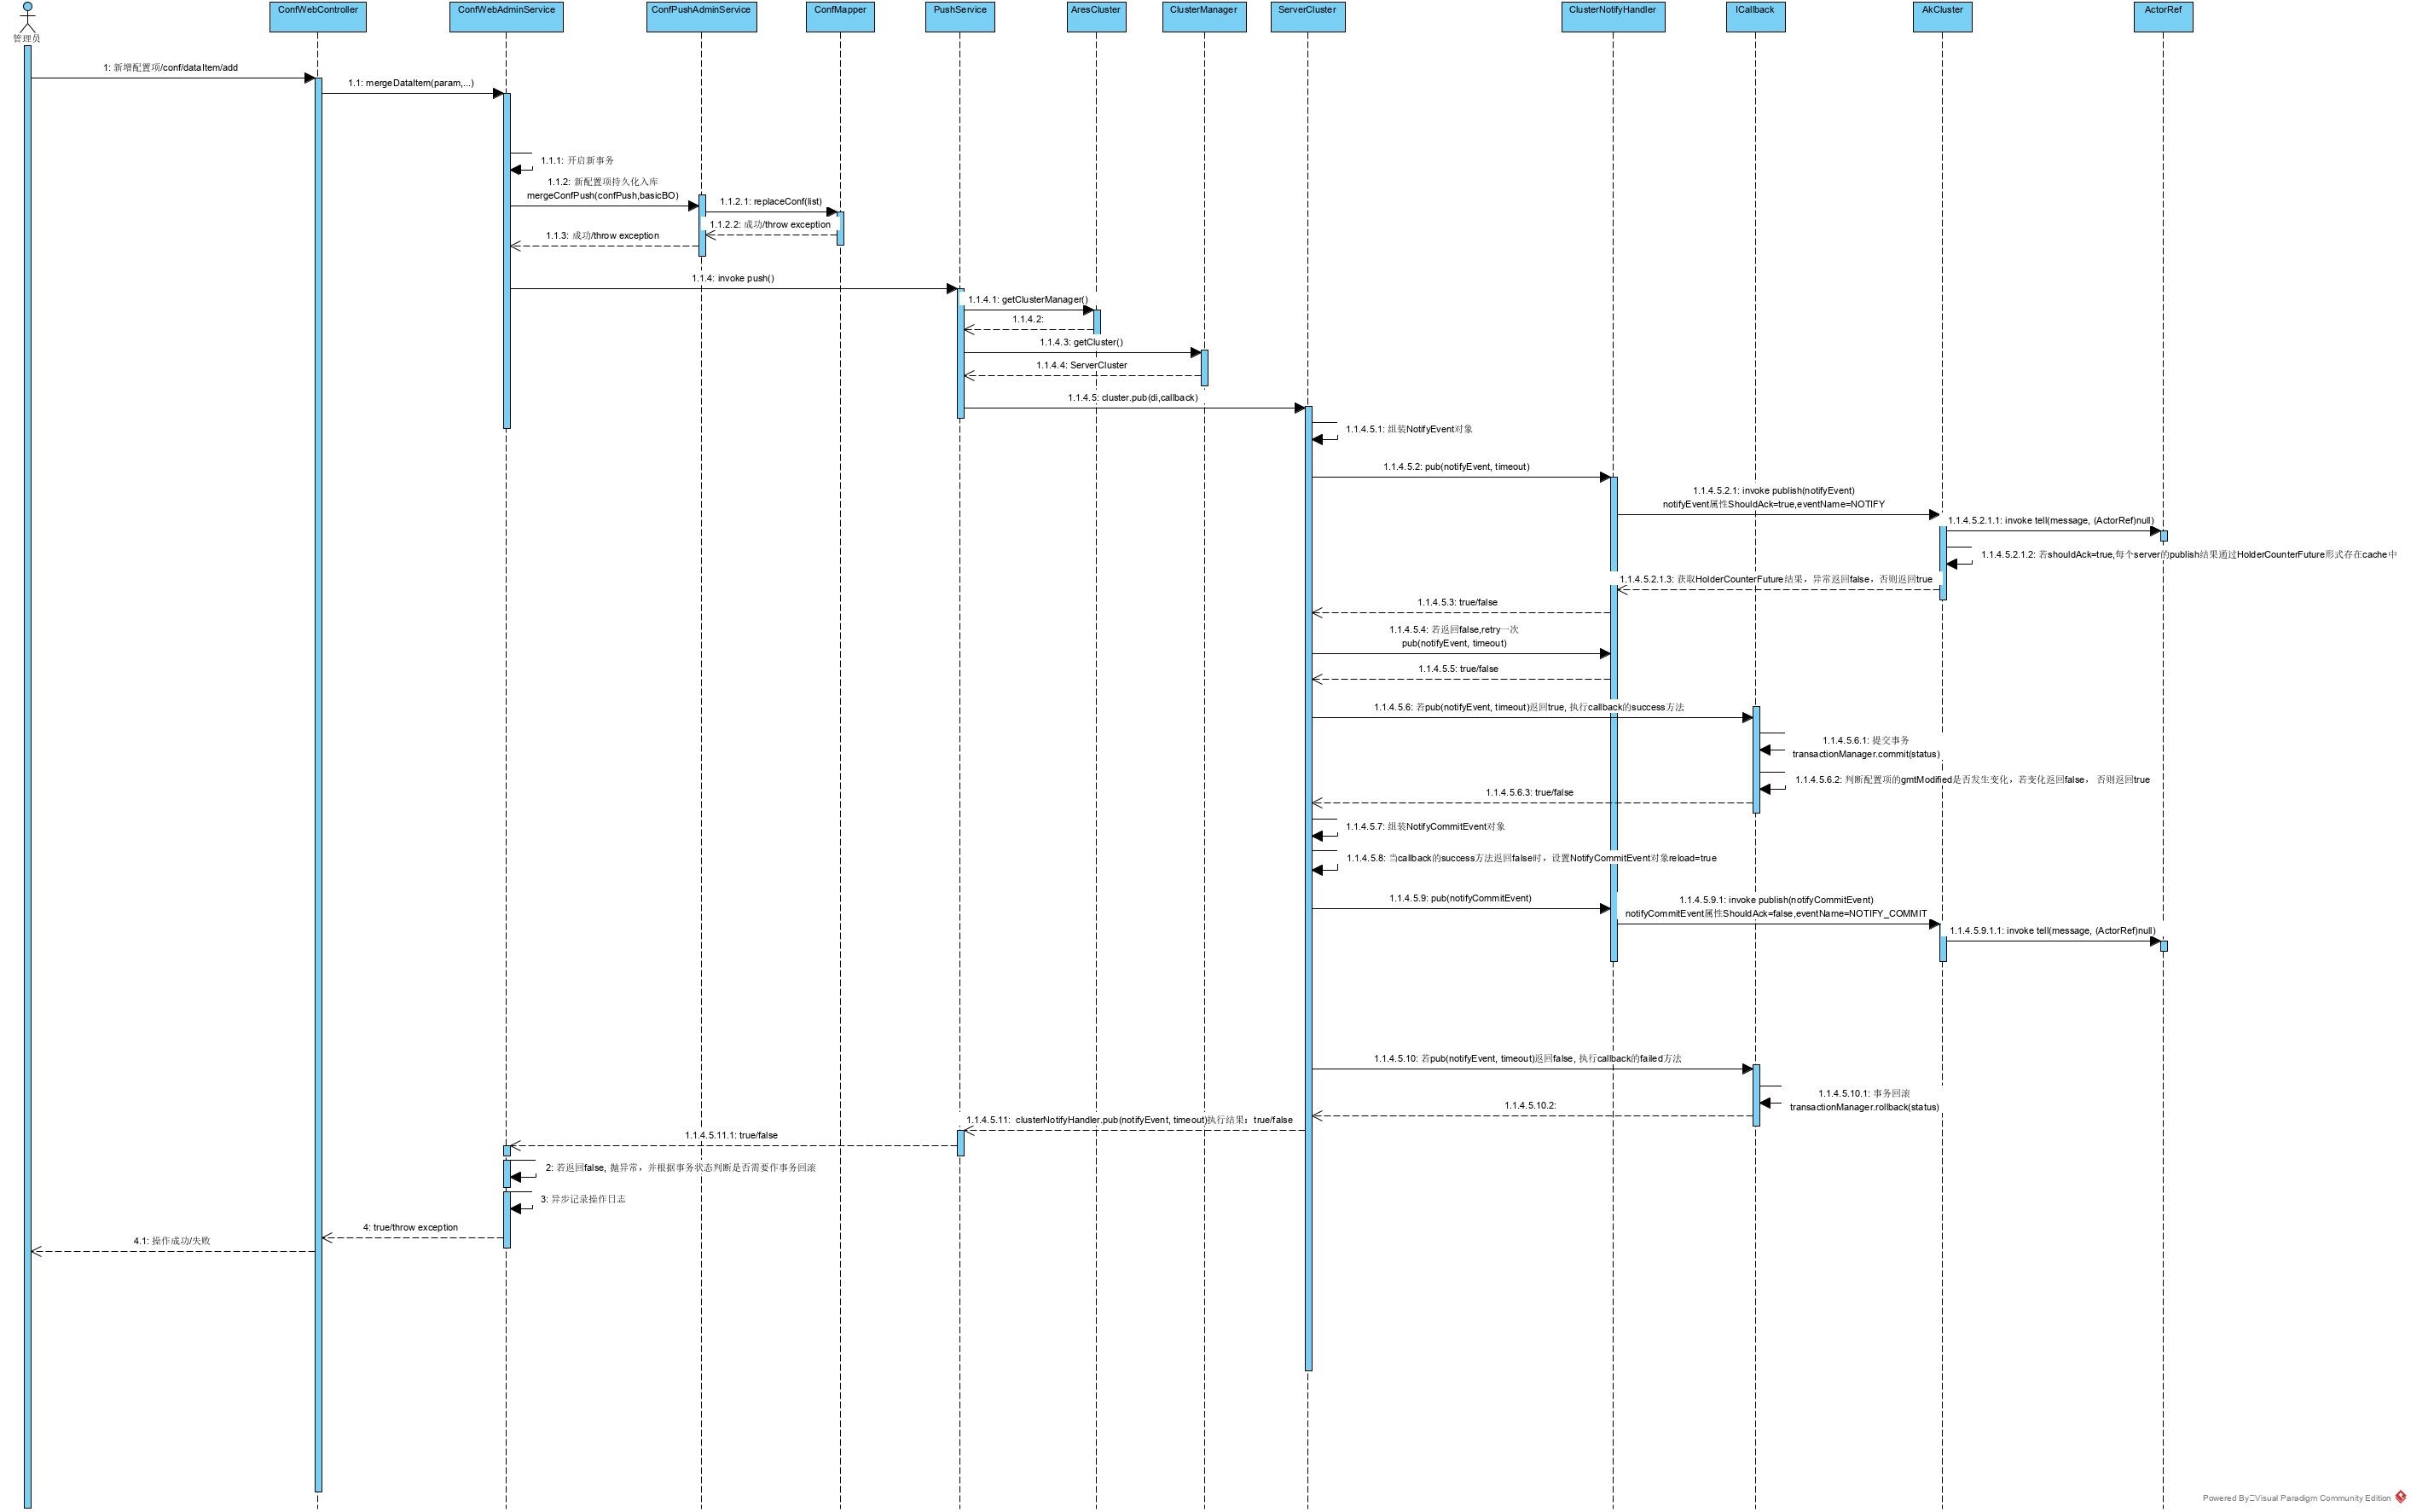 管理员
ConfWebController
ConfWebAdminService
ConfPushAdminService
ConfMapper
PushService
AresCluster
ClusterManager
ServerCluster
ClusterNotifyHandler
ICallback
AkCluster
ActorRef
1: 新增配置项/conf/dataItem/add
1.1: mergeDataItem(param,...)
1.1.1: 开启新事务
1.1.2: 新配置项持久化入库
mergeConfPush(confPush,basicBO)
1.1.2.1: replaceConf(list)
1.1.2.2: 成功/throw exception
1.1.3: 成功/throw exception
1.1.4: invoke push()
1.1.4.1: getClusterManager()
1.1.4.2:
1.1.4.3: getCluster()
1.1.4.4: ServerCluster
1.1.4.5: cluster.pub(di,callback)
1.1.4.5.1: 组装NotifyEvent对象
1.1.4.5.2: pub(notifyEvent, timeout)
1.1.4.5.2.1: invoke publish(notifyEvent)
notifyEvent属性ShouldAck=true,eventName=NOTIFY
1.1.4.5.2.1.1: invoke tell(message, (ActorRef)null)
1.1.4.5.2.1.2: 若shouldAck=true,每个server的publish结果通过HolderCounterFuture形式存在cache中
1.1.4.5.2.1.3: 获取HolderCounterFuture结果，异常返回false，否则返回true
1.1.4.5.3: true/false
1.1.4.5.4: 若返回false,retry一次
pub(notifyEvent, timeout)
1.1.4.5.5: true/false
1.1.4.5.6: 若pub(notifyEvent, timeout)返回true, 执行callback的success方法
1.1.4.5.6.1: 提交事务
transactionManager.commit(status)
1.1.4.5.6.2: 判断配置项的gmtModified是否发生变化，若变化返回false， 否则返回true
1.1.4.5.6.3: true/false
1.1.4.5.7: 组装NotifyCommitEvent对象
1.1.4.5.8: 当callback的success方法返回false时，设置NotifyCommitEvent对象reload=true
1.1.4.5.9: pub(notifyCommitEvent)
1.1.4.5.9.1: invoke publish(notifyCommitEvent)
notifyCommitEvent属性ShouldAck=false,eventName=NOTIFY_COMMIT
1.1.4.5.9.1.1: invoke tell(message, (ActorRef)null)
1.1.4.5.10: 若pub(notifyEvent, timeout)返回false, 执行callback的failed方法
1.1.4.5.10.1: 事务回滚
transactionManager.rollback(status)
1.1.4.5.10.2:
1.1.4.5.11: clusterNotifyHandler.pub(notifyEvent, timeout)执行结果：true/false
1.1.4.5.11.1: true/false
2: 若返回false, 抛异常，并根据事务状态判断是否需要作事务回滚
3: 异步记录操作日志
4: true/throw exception
4.1: 操作成功/失败
Powered By Visual Paradigm Community Edition